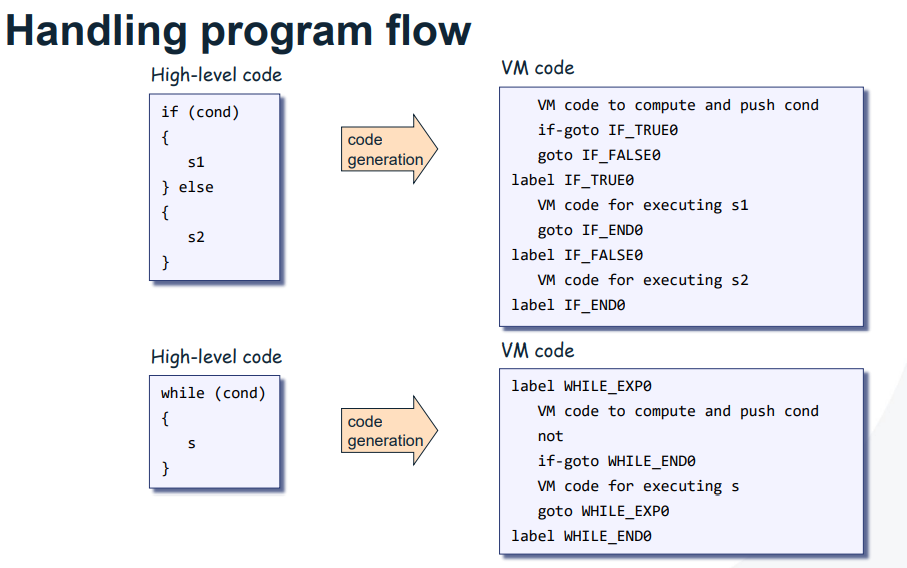 Handling program flow
High-level code
if (cond)
{
s1
} else
{
s2
}
code
generation
VM code
VM code to compute and push cond
if-goto IF_TRUE0
goto IF_FALSE0
label IF_TRUE0
VM code for executing s1
goto IF_END0
label IF_FALSE0
VM code for executing s2
label IF_END0
High-level code
while (cond)
{
s
}
code
generation
VM code
label WHILE_EXP0
VM code to compute and push cond
not
if-goto WHILE_END0
VM code for executing s
goto WHILE_EXP0
label WHILE_END0